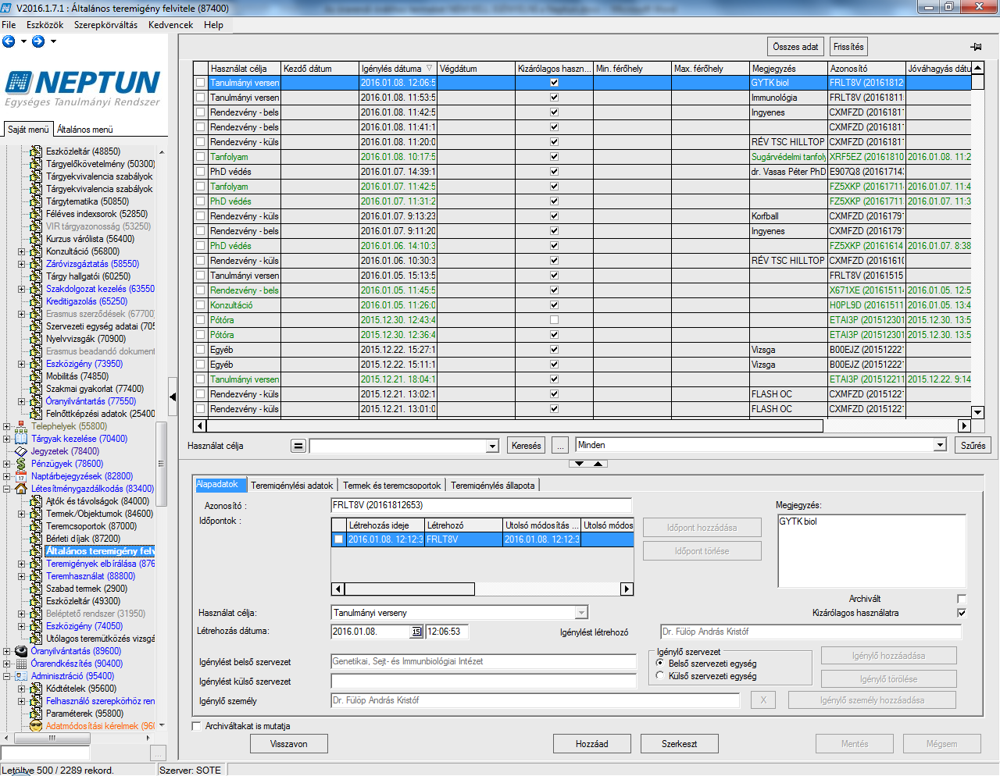 V2016.1.7.1 : Általános teremigény felvitele (87400)
File Eszközök Szerepkörváltás Kedvencek Help
Összes adat Frissítés
NEPTUN
Egységes Tanulmányi Rendszer
Saját menü Általános menü
Eszközleltár (48850)
Tárgyelőkövetelmény (50300)
Tárgyekvivalencia szabályok
Tárgyekvivalencia szabályok
Tárgytematika (50850)
Féléves indexsorok (52850)
VIR tárgyazonosság (53250)
Kurzus várólista (56400)
Konzultáció (56800)
Záróvizsgáztatás (58550)
Tárgy hallgatói (60250)
Szakdolgozat kezelés (63550
Kreditigazolás (65250)
Erasmus szerződések (67700
Szervezeti egység adatai (705
Nyelvvizsgák (70900)
Erasmus beadandó dokument
Eszközigény (73950)
Mobilitás (74850)
Szakmai gyakorlat (77400)
Óranyilvántartás (77550)
Felnőttképzési adatok (25400
Telephelyek (55800)
Tárgyak kezelése (70400)
Jegyzetek (78400)
Pénzügyek (78600)
Naptárbejegyzések (82800)
Létesítménygazdálkodás (83400)
Ajtók és távolságok (84000)
Termek/Objektumok (84600)
Teremcsoportok (87000)
Bérleti díjak (87200)
Általános teremigény felv
Teremigények elbírálása (876
Teremhasználat (88800)
Szabad termek (2900)
Eszközleltár (49300)
Beléptető rendszer (31950)
Eszközigény (74050)
Utólagos teremütközés vizsgá
Óranyilvántartás (89600)
Órarendkészítés (90400)
Adminisztráció (95400)
Kódtételek (95600)
Felhasználó szerepkörhöz ren
Paraméterek (95800)
Adatmódosítási kérelmek (960
...
Használat célja Kezdő dátum Igénylés dátuma Végdátum Kizárólagos haszn... Min. férőhely Max. férőhely Megjegyzés Azonosító Jóváhagyás dátu
Tanulmányi versen 2016.01.08. 12:06:5 GYTK biol FRLT8V (20161812
Tanulmányi versen 2016.01.08. 11:53:5 Immunológia FRLT8V (20161811
Rendezvény - bels 2016.01.08. 11:42:5 Ingyenes CXMFZD (2016181
Rendezvény - bels 2016.01.08. 11:41:1 CXMFZD (2016181
Rendezvény - küls 2016.01.08. 11:20:0 RÉV TSC HILLTOP CXMFZD (2016181
Tanfolyam 2016.01.08. 10:17:5 Sugárvédelmi tanfoly XRF5EZ (2016810 2016.01.08. 11:2
PhD védés 2016.01.07. 14:39:1 dr. Vasas Péter PhD E907Q8 (20161714
Tanfolyam 2016.01.07. 11:42:5 FZ5XKP (20161711 2016.01.07. 11:4
PhD védés 2016.01.07. 11:31:2 FZ5XKP (20161711 2016.01.07. 11:3
Rendezvény - küls 2016.01.07. 9:13:23 Korfball CXMFZD (2016179
Rendezvény - bels 2016.01.07. 9:11:20 Ingyenes CXMFZD (2016179
PhD védés 2016.01.06. 14:10:3 FZ5XKP (20161614 2016.01.07. 8:38
Rendezvény - küls 2016.01.06. 10:30:3 RÉV TSC HILLTOP CXMFZD (2016161
Tanulmányi versen 2016.01.05. 15:13:5 FRLT8V (20161515
Rendezvény - bels 2016.01.05. 11:45:5 X671XE (20161511 2016.01.05. 12:5
Konzultáció 2016.01.05. 11:26:0 H0PL9D (20161511 2016.01.05. 13:4
Pótóra 2015.12.30. 12:43:4 ETAI3P (201512301 2015.12.30. 13:5
Pótóra 2015.12.30. 12:36:4 ETAI3P (201512301 2015.12.30. 13:5
Egyéb 2015.12.22. 15:27:1 Vizsga B00EJZ (201512221
Egyéb 2015.12.22. 15:11:1 Vizsga B00EJZ (201512221
Tanulmányi versen 2015.12.21. 18:04:1 ETAI3P (201512211 2015.12.22. 9:14
Rendezvény - küls 2015.12.21. 13:02:1 FLASH OC CXMFZD (2015122
Rendezvény - küls 2015.12.21. 13:01:0 FLASH OC CXMFZD (2015122
Használat célja Keresés ... Minden Szűrés
Alapadatok Teremigénylési adatok Termek és teremcsoportok Teremigénylés állapota
Azonosító : FRLT8V (20161812653)
Megjegyzés:
GYTK biol
Időpontok :
Létrehozás ideje Létrehozó Utolsó módosítás ... Utolsó módos
2016.01.08. 12:12:3 FRLT8V 2016.01.08. 12:12:3
Időpont hozzádása
Időpont törlése
Archivált
Használat célja: Tanulmányi verseny Kizárólagos használatra
Létrehozás dátuma: 2016.01.08. 15 12:06:53 Igénylést létrehozó Dr. Fülöp András Kristóf
Igénylést belső szervezet Genetikai, Sejt- és Immunbiológiai Intézet
Igénylő szervezet
Belső szervezeti egység
Külső szervezeti egység
Igénylő hozzáadása
Igénylő törölése
Igénylést külső szervezet
Igénylő személy Dr. Fülöp András Kristóf X Igénylő személy hozzáadása
Archiváltakat is mutatja
Visszavon Hozzáad Szerkeszt Mentés Mégsem
Letöltve 500 / 2289 rekord. Szerver: SOTE